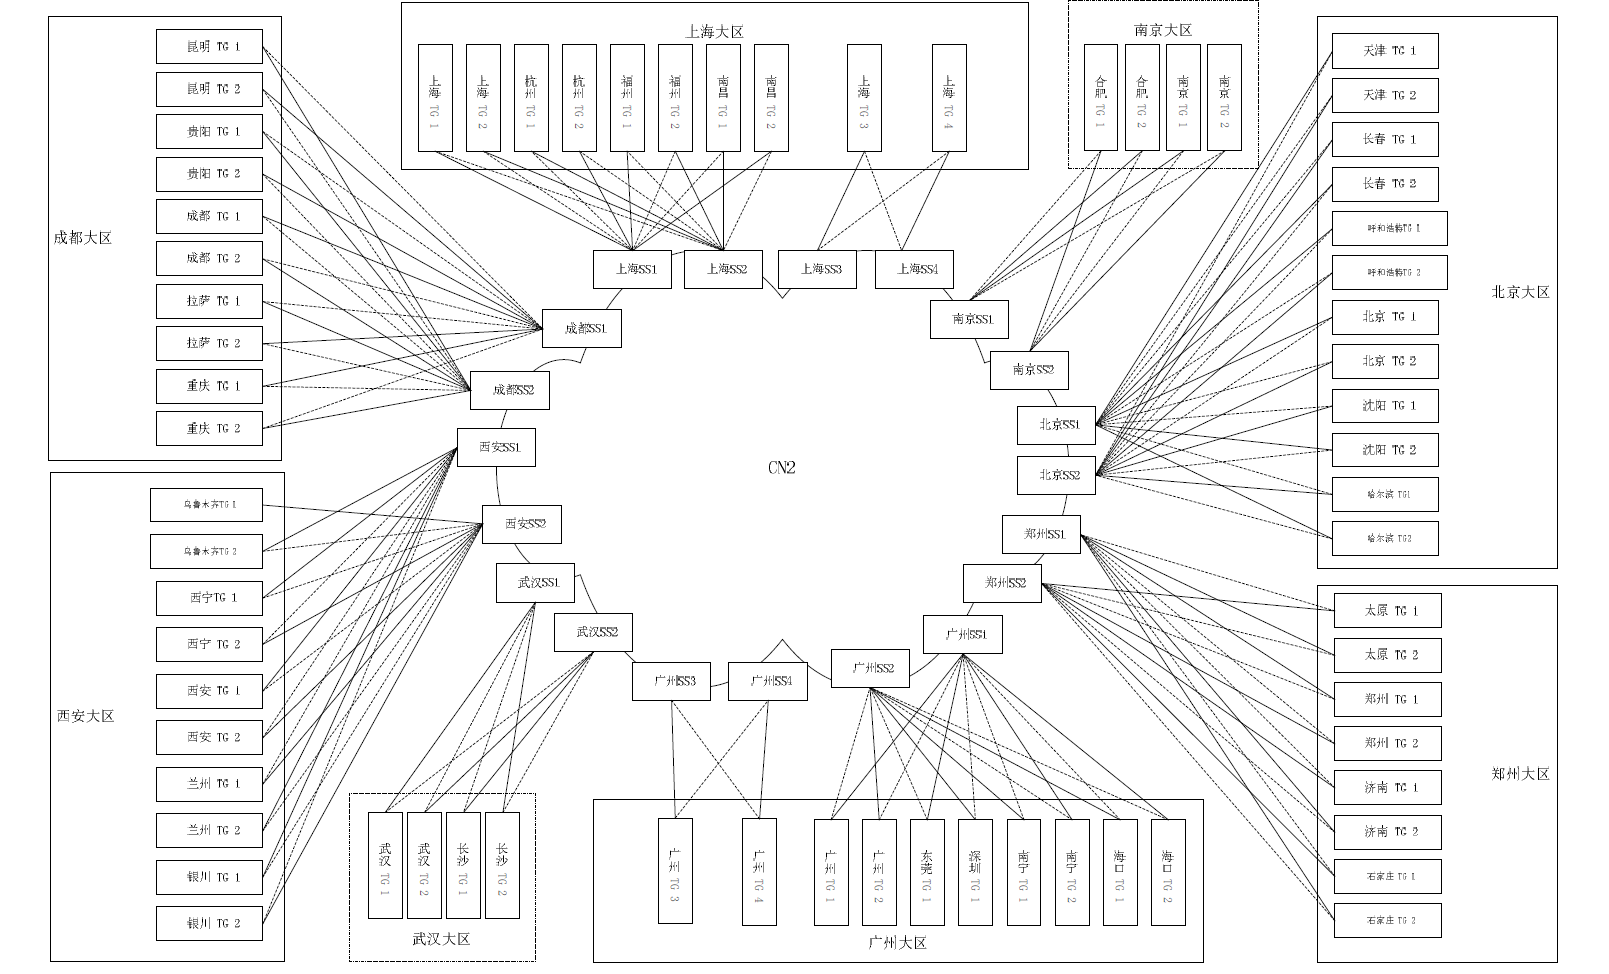 上海大区
上海 TG 1
上海 TG 2
杭州 TG 1
杭州 TG 2
福州 TG 1
福州 TG 2
南昌 TG 1
南昌 TG 2
上海 TG 3
上海 TG 4
南京大区
合肥 TG 1
合肥 TG 2
南京 TG 1
南京 TG 2
成都大区
昆明 TG 1
昆明 TG 2
贵阳 TG 1
贵阳 TG 2
成都 TG 1
成都 TG 2
拉萨 TG 1
拉萨 TG 2
重庆 TG 1
重庆 TG 2
北京大区
天津 TG 1
天津 TG 2
长春 TG 1
长春 TG 2
呼和浩特TG 1
呼和浩特TG 2
北京 TG 1
北京 TG 2
沈阳 TG 1
沈阳 TG 2
哈尔滨 TG1
哈尔滨 TG2
上海SS1
上海SS2
上海SS3
上海SS4
南京SS1
南京SS2
成都SS1
成都SS2
北京SS1
北京SS2
西安SS1
西安SS2
CN2
郑州SS1
郑州SS2
武汉SS1
武汉SS2
广州SS1
广州SS2
广州SS3
广州SS4
西安大区
乌鲁木齐TG 1
乌鲁木齐TG 2
西宁TG 1
西宁 TG 2
西安 TG 1
西安 TG 2
兰州 TG 1
兰州 TG 2
银川 TG 1
银川 TG 2
郑州大区
太原 TG 1
太原 TG 2
郑州 TG 1
郑州 TG 2
济南 TG 1
济南 TG 2
石家庄 TG 1
石家庄 TG 2
武汉 TG 1
武汉 TG 2
长沙 TG 1
长沙 TG 2
武汉大区
广州 TG 3
广州 TG 4
广州 TG 1
广州 TG 2
东莞 TG 1
深圳 TG 1
南宁 TG 1
南宁 TG 2
海口 TG 1
海口 TG 2
广州大区